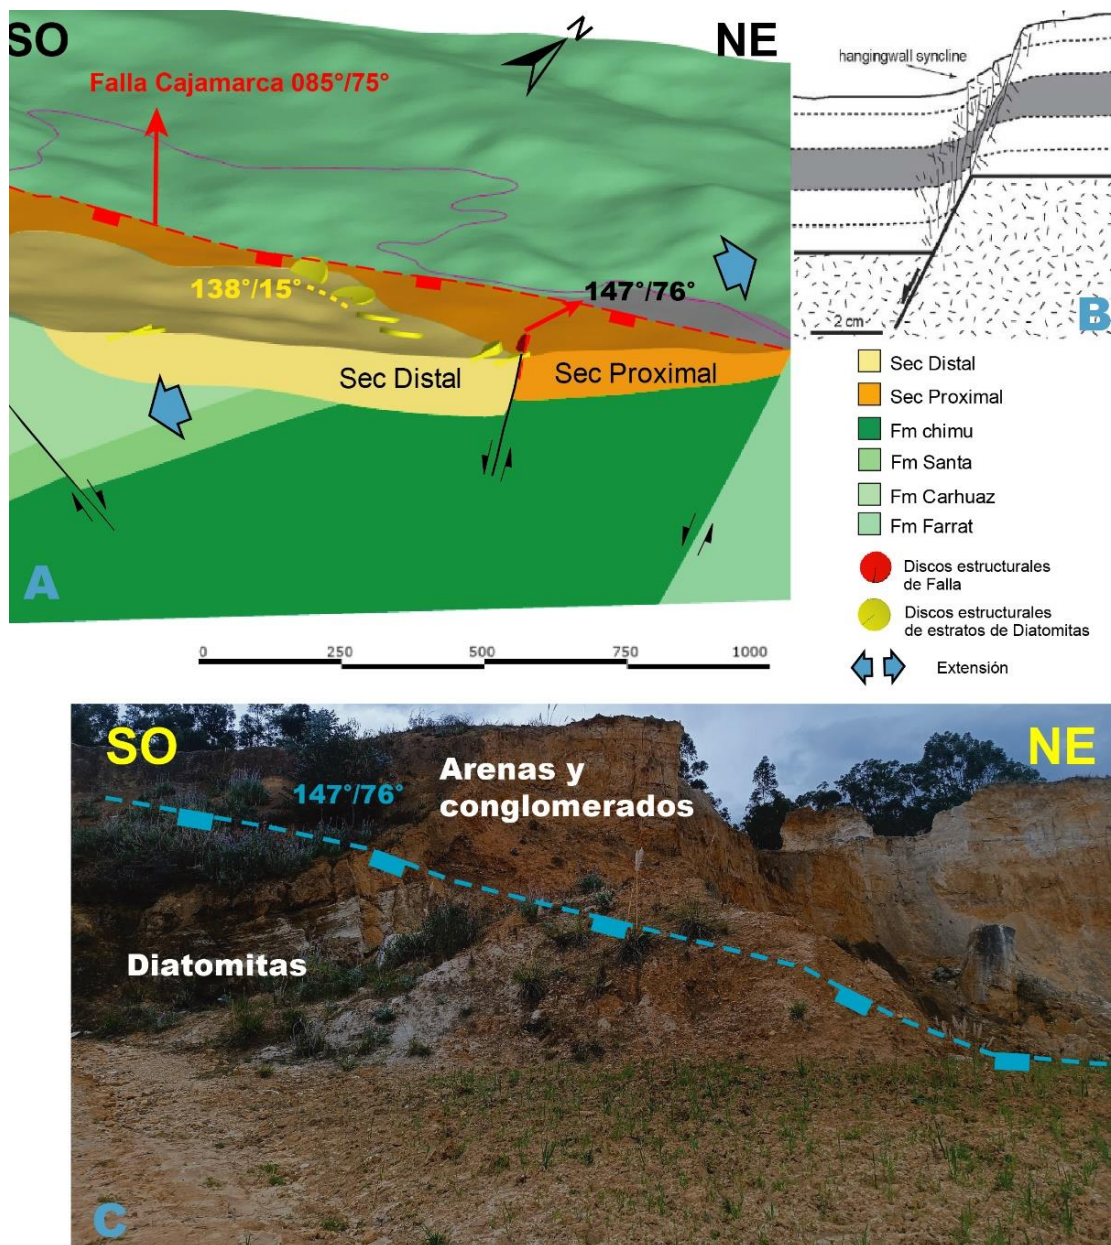 SO
NE
N
Falla Cajamarca 085°/75°
138°/15°
147°/76°
Sec Distal
Sec Proximal
A
hangingwall syncline
2 cm
B
Sec Distal
Sec Proximal
Fm chimu
Fm Santa
Fm Carhuaz
Fm Farrat
Discos estructurales
de Falla
Discos estructurales
de estratos de Diatomitas
Extensión
0 250 500 750 1000
SO
NE
147°/76°
Arenas y
conglomerados
Diatomitas
C